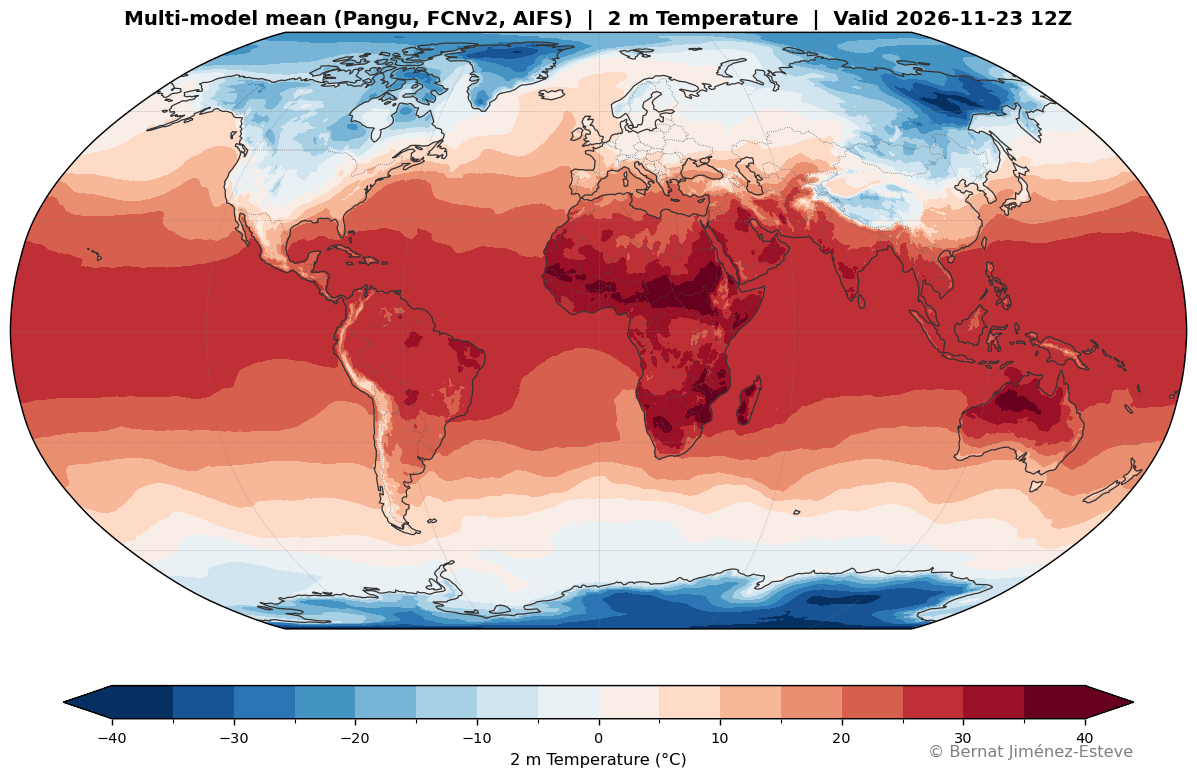 Multi-model mean (Pangu, FCNv2, AIFS)  |  2 m Temperature  |  Valid 2026-11-23 12Z
−40 −30 −20 −10 0 10 20 30 40
2 m Temperature (°C)
© Bernat Jiménez-Esteve